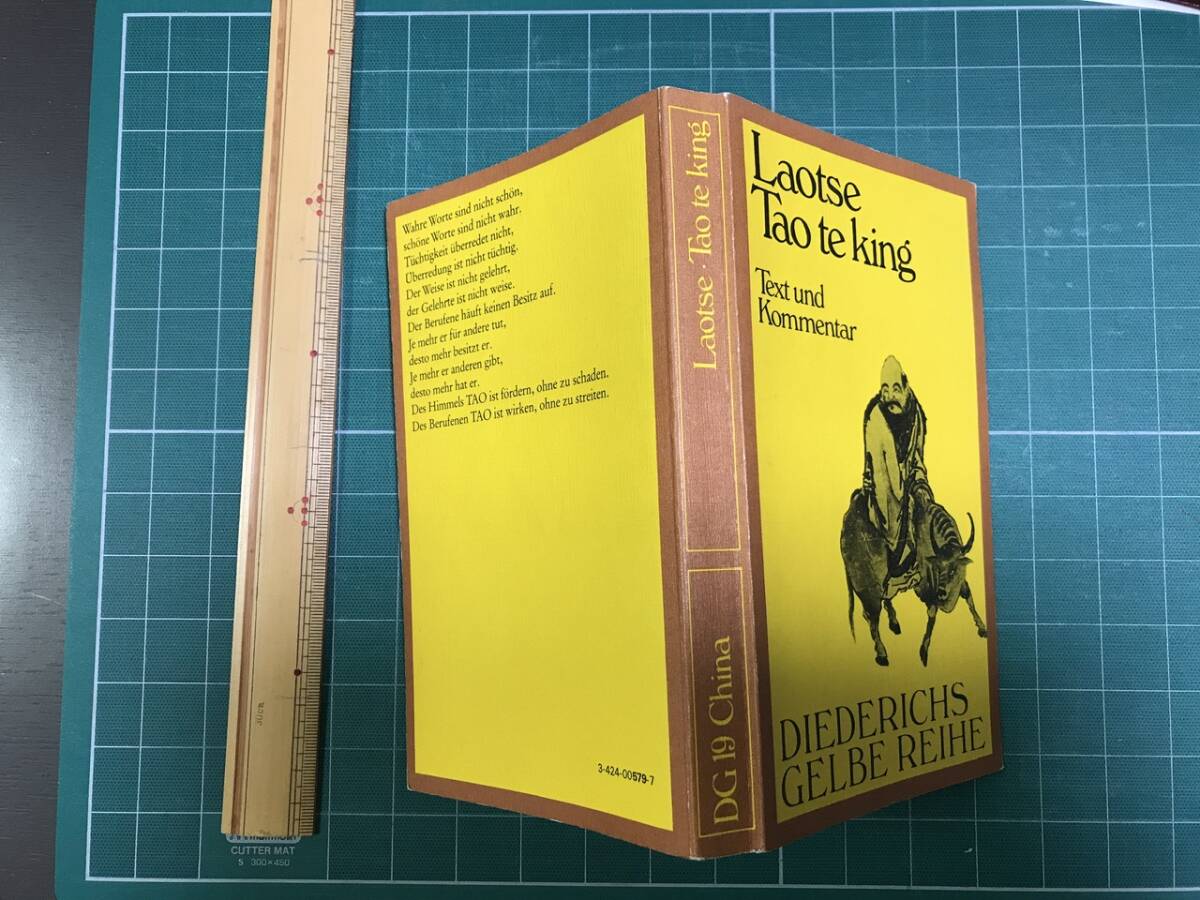 Wahre Worte sind nicht schön,
schöne Worte sind nicht wahr.
Tüchtigkeit überredet nicht,
Überredung ist nicht tüchtig.
Der Weise ist nicht gelehrt,
der Gelehrte ist nicht weise.
Der Berufene häuft keinen Besitz auf.
Je mehr er für andere tut,
desto mehr besitzt er.
Je mehr er anderen gibt,
desto mehr hat er.
Des Himmels TAO ist fördern, ohne zu schaden.
Des Berufenen TAO ist wirken, ohne zu streiten.
3-424-00579-7
Laotse · Tao te king
DG 19 China
Laotse
Tao te king
Text und
Kommentar
DIEDERICHS
GELBE REIHE
CUTTER MAT
S 300×450